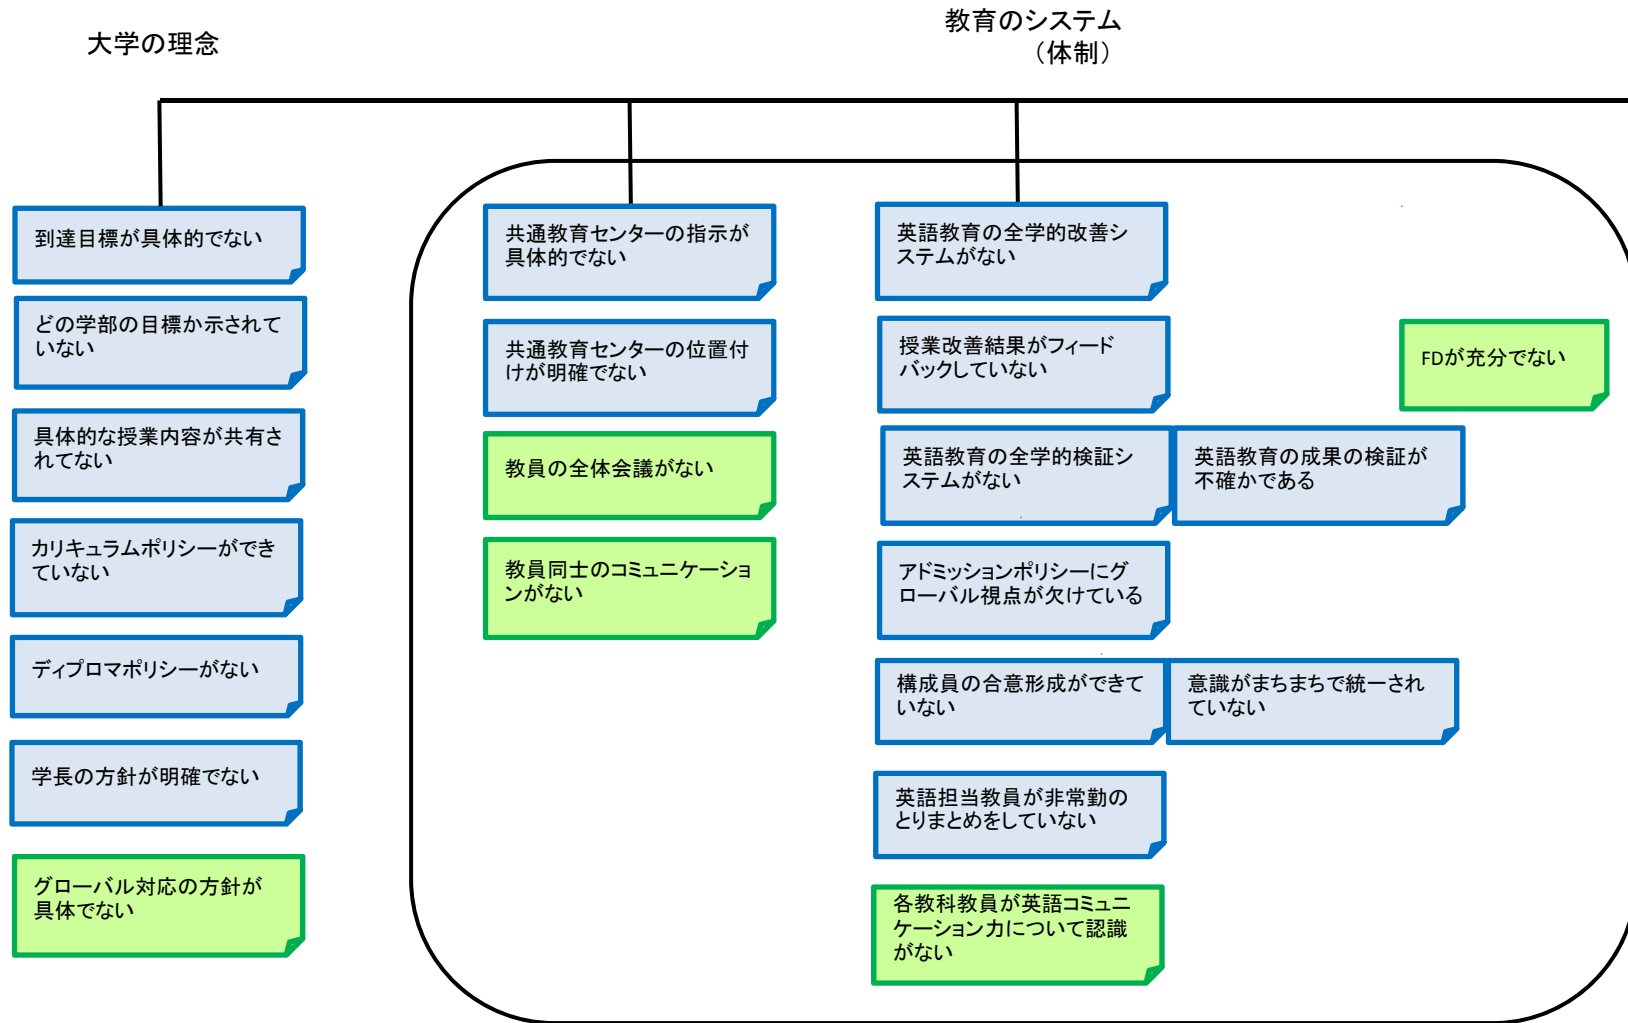 大学の理念
教育のシステム
（体制）
到達目標が具体的でない
どの学部の目標か示されて
いない
具体的な授業内容が共有さ
れてない
カリキュラムポリシーができ
ていない
ディプロマポリシーがない
学長の方針が明確でない
グローバル対応の方針が
具体でない
共通教育センターの指示が
具体的でない
共通教育センターの位置付
けが明確でない
教員の全体会議がない
教員同士のコミュニケーショ
ンがない
英語教育の全学的改善シ
ステムがない
授業改善結果がフィード
バックしていない
英語教育の全学的検証シ
ステムがない
英語教育の成果の検証が
不確かである
アドミッションポリシーにグ
ローバル視点が欠けている
構成員の合意形成ができて
いない
意識がまちまちで統一され
ていない
英語担当教員が非常勤の
とりまとめをしていない
各教科教員が英語コミュニ
ケーション力について認識
がない
FDが充分でない